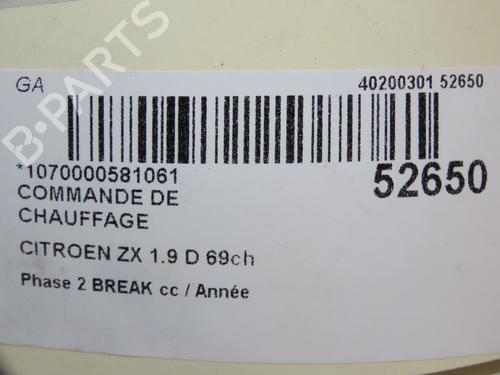 GA
40200301 52650
*1070000581061
52650
COMMANDE DE
CHAUFFAGE
CITROEN ZX 1.9 D 69ch
Phase 2 BREAK cc / Année
B-PARTS